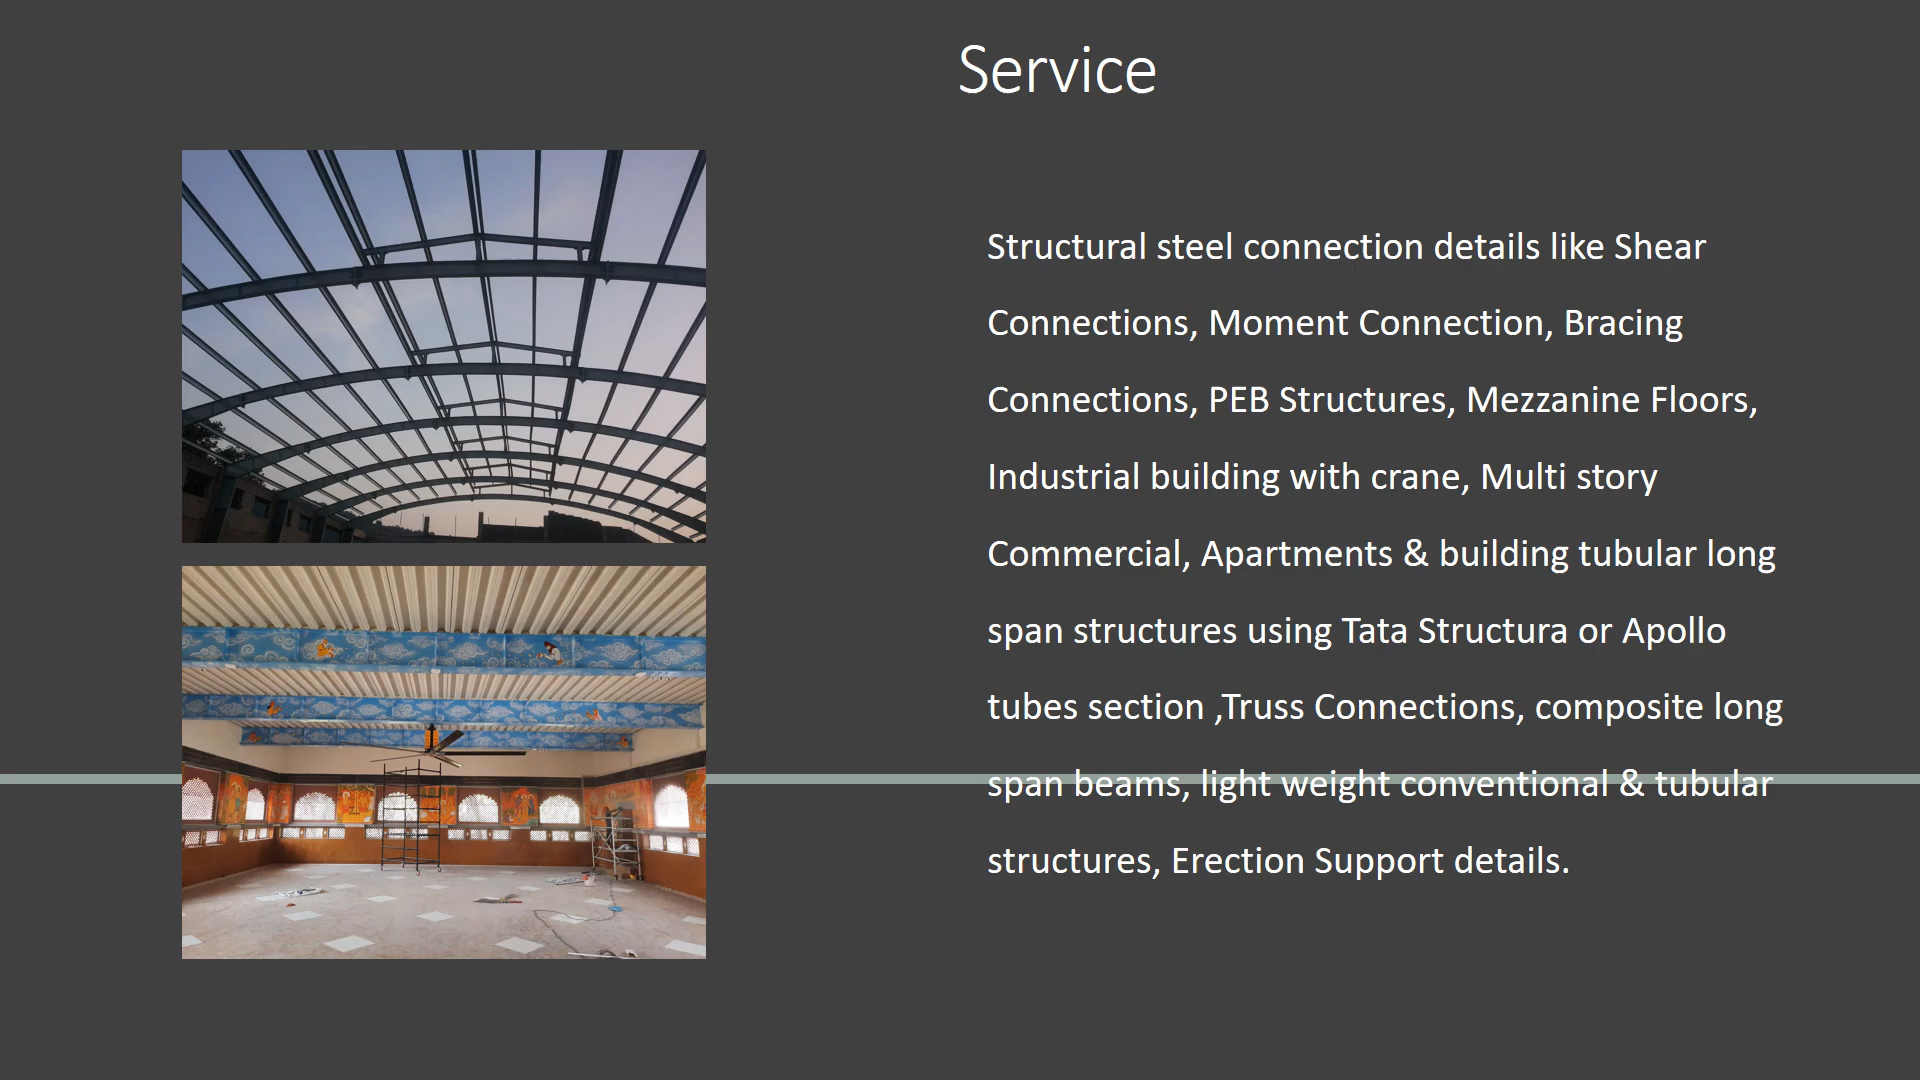 Service
Structural steel connection details like Shear
Connections, Moment Connection, Bracing
Connections, PEB Structures, Mezzanine Floors,
Industrial building with crane, Multi story
Commercial, Apartments & building tubular long
span structures using Tata Structura or Apollo
tubes section ,Truss Connections, composite long
span beams, light weight conventional & tubular
structures, Erection Support details.